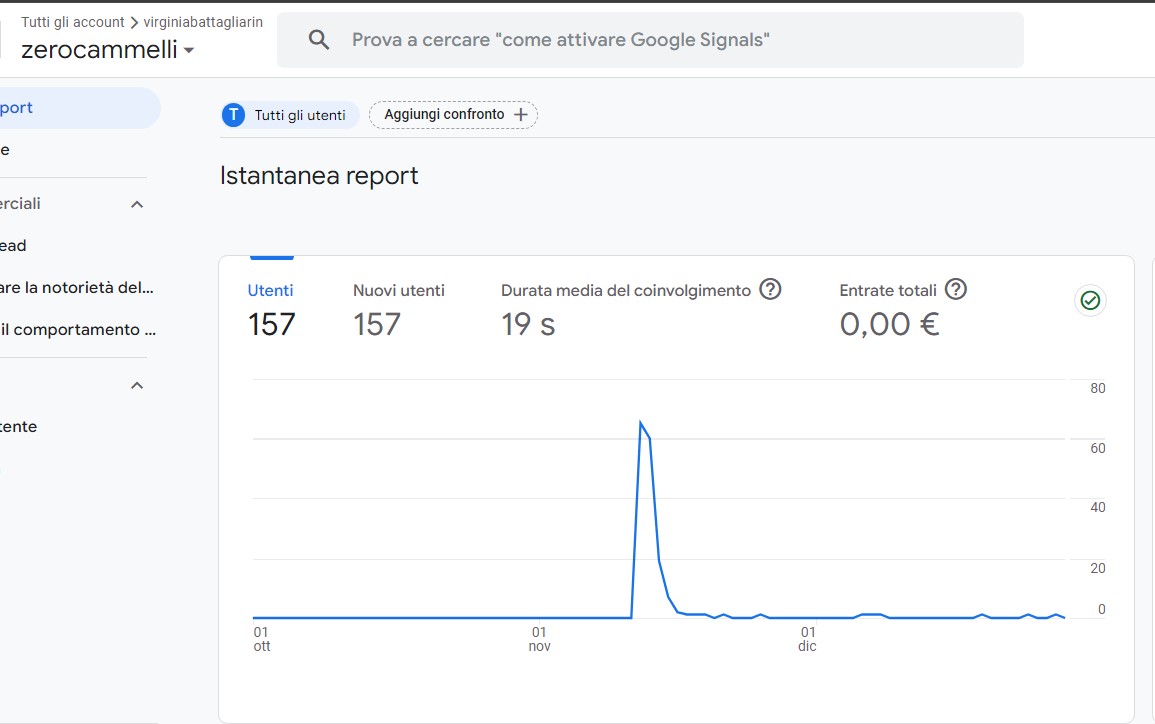 Tutti gli account > virginiabattagliarin
zerocammelli
Prova a cercare "come attivare Google Signals"
port
e
erciali
ead
are la notorietà del...
il comportamento ...
tente
T Tutti gli utenti
Aggiungi confronto +
Istantanea report
Utenti
157
Nuovi utenti
157
Durata media del coinvolgimento ?
19 s
Entrate totali ?
0,00 €
80
60
40
20
0
01
ott
01
nov
01
dic